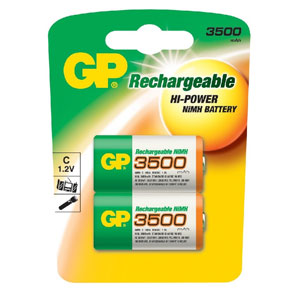 3500
mAh
GP
Rechargeable
HI-POWER
NiMH BATTERY
C
1.2V
GP
Rechargeable NiMH
3500
mAh
GP
Rechargeable NiMH
3500
mAh